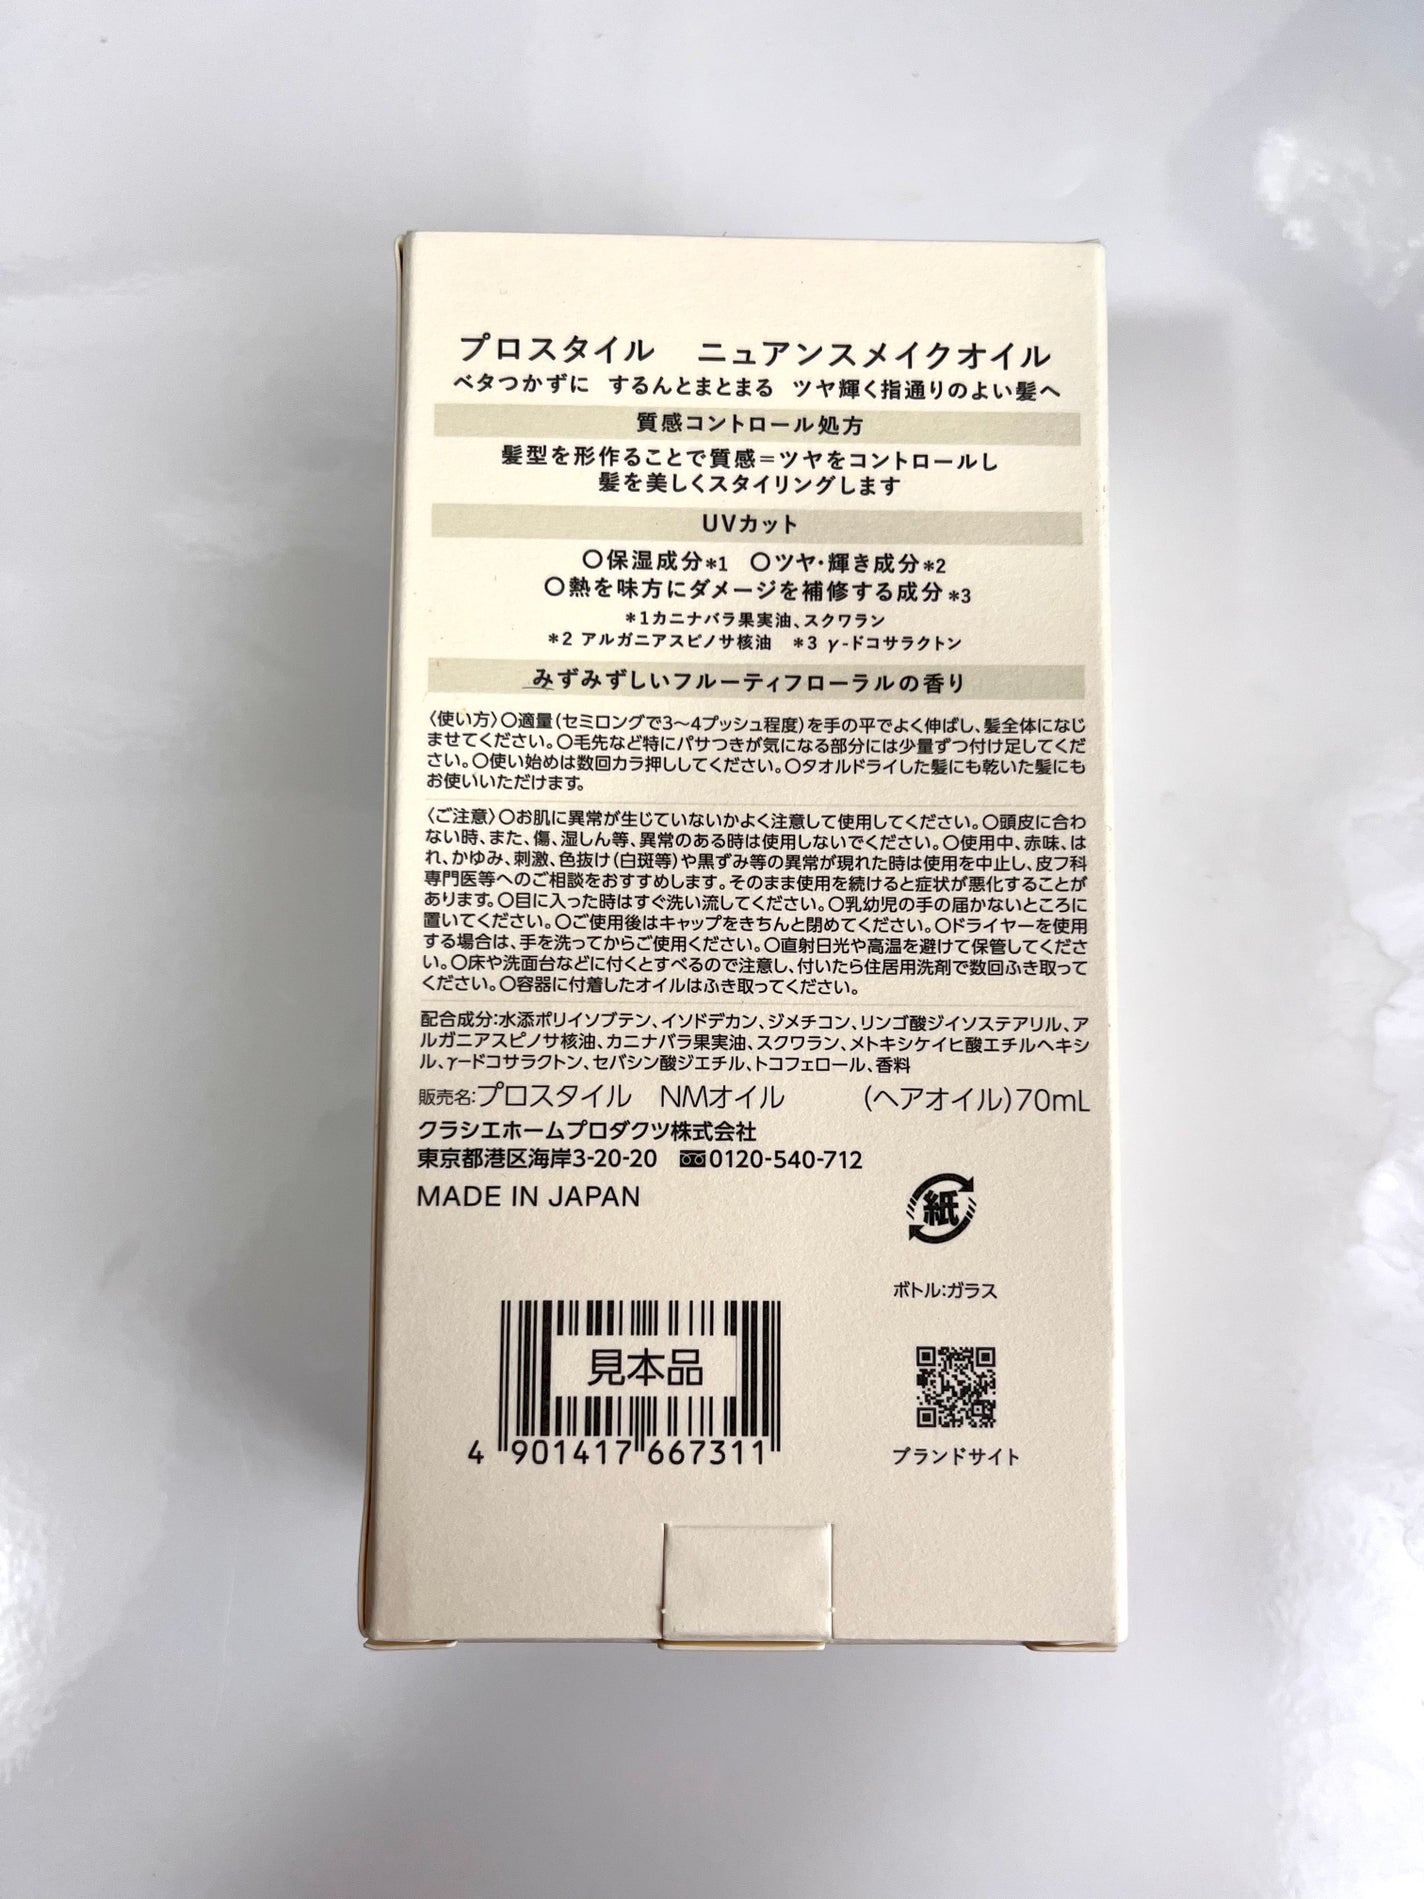 プロスタイル　ニュアンスメイクオイル
ベタつかずに するんとまとまる ツヤ輝く指通りのよい髪へ
質感コントロール処方
髪型を形作ることで質感=ツヤをコントロールし
髪を美しくスタイリングします
UVカット
〇保湿成分*1 〇ツヤ・輝き成分*2
〇熱を味方にダメージを補修する成分*3
*1カニナバラ果実油、スクワラン
*2 アルガニアスピノサ核油 *3 γ-ドコサラクトン
みずみずしいフルーティフローラルの香り
〈使い方〉〇適量(セミロングで3〜4プッシュ程度)を手の平でよく伸ばし、髪全体になじ
ませてください。〇毛先など特にパサつきが気になる部分には少量ずつ付け足してくだ
さい。〇使い始めは数回カラ押ししてください。〇タオルドライした髪にも乾いた髪にも
お使いいただけます。
〈ご注意〉〇お肌に異常が生じていないかよく注意して使用してください。〇頭皮に合わ
ない時、また、傷、湿しん等、異常のある時は使用しないでください。〇使用中、赤味、は
れ、かゆみ、刺激、色抜け(白斑等)や黒ずみ等の異常が現れた時は使用を中止し、皮フ科
専門医等へのご相談をおすすめします。そのまま使用を続けると症状が悪化することが
あります。〇目に入った時はすぐ洗い流してください。〇乳幼児の手の届かないところに
置いてください。〇ご使用後はキャップをきちんと閉めてください。〇ドライヤーを使用
する場合は、手を洗ってからご使用ください。〇直射日光や高温を避けて保管してくださ
い。〇床や洗面台などに付くとすべるので注意し、付いたら住居用洗剤で数回ふき取って
ください。〇容器に付着したオイルはふき取ってください。
配合成分:水添ポリイソブテン、イソドデカン、ジメチコン、リンゴ酸ジイソステアリル、ア
ルガニアスピノサ核油、カニナバラ果実油、スクワラン、メトキシケイヒ酸エチルヘキシ
ル、γ-ドコサラクトン、セバシン酸ジエチル、トコフェロール、香料
販売名:プロスタイル　NMオイル　　(ヘアオイル)70mL
クラシエホームプロダクツ株式会社
東京都港区海岸3-20-20 0120-540-712
MADE IN JAPAN
紙
ボトル:ガラス
見本品
4 901417 667311
ブランドサイト